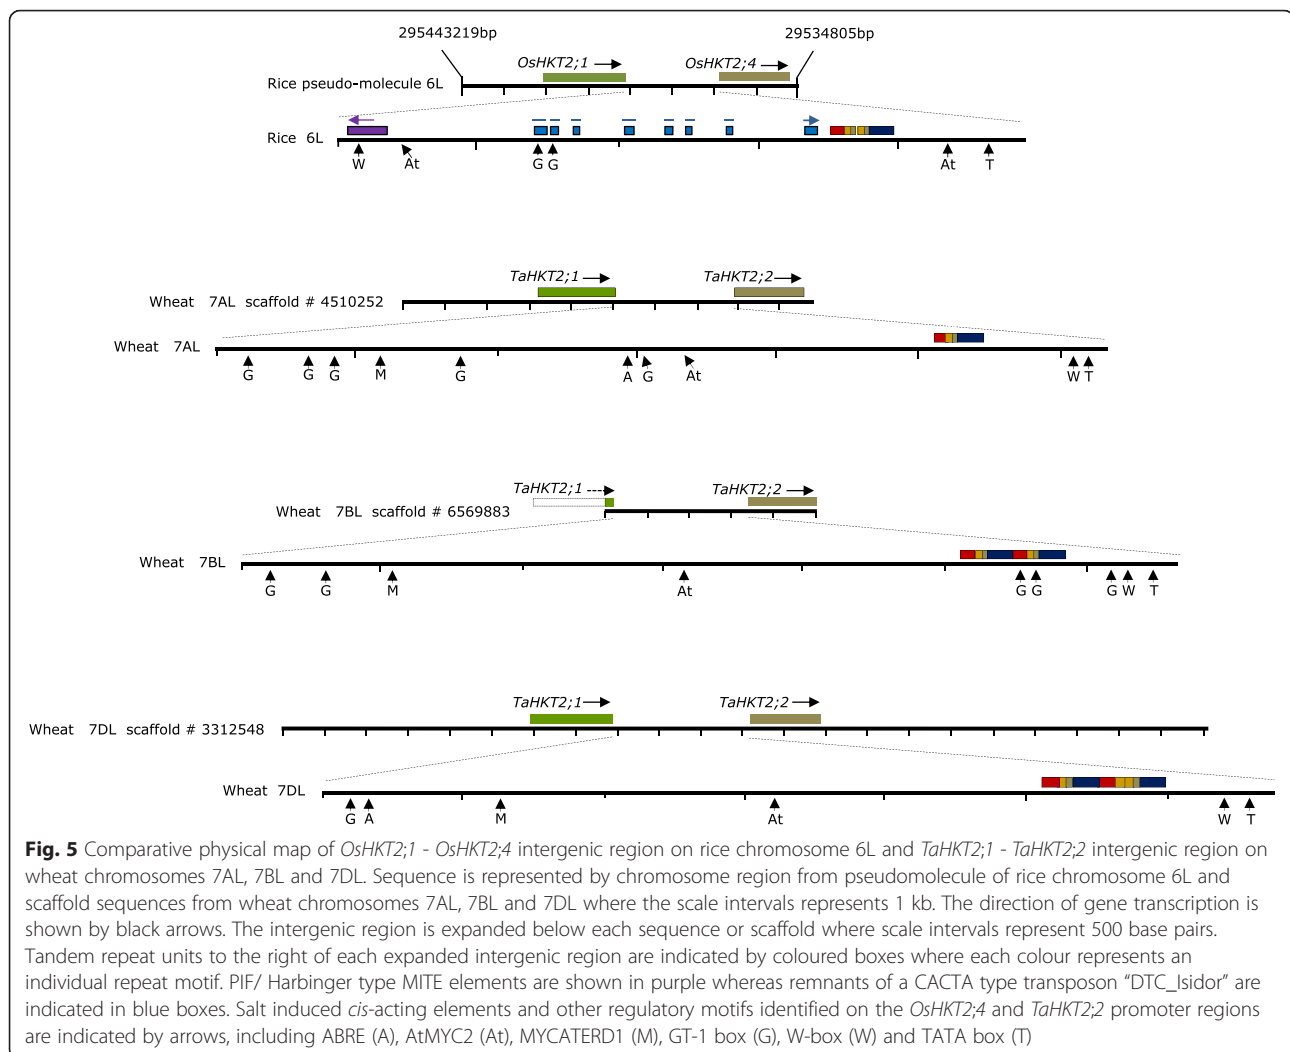 295443219bp 29534805bp
OsHKT2;1 OsHKT2;4
Rice pseudo-molecule 6L
Rice 6L
W At G G At T
TaHKT2;1 TaHKT2;2
Wheat 7AL scaffold # 4510252
Wheat 7AL
G G G M G A G At W T
TaHKT2;1 TaHKT2;2
Wheat 7BL scaffold # 6569883
Wheat 7BL
G G M At G G G W T
TaHKT2;1 TaHKT2;2
Wheat 7DL scaffold # 3312548
Wheat 7DL
G A M At W T
Fig. 5 Comparative physical map of OsHKT2;1 - OsHKT2;4 intergenic region on rice chromosome 6L and TaHKT2;1 - TaHKT2;2 intergenic region on
wheat chromosomes 7AL, 7BL and 7DL. Sequence is represented by chromosome region from pseudomolecule of rice chromosome 6L and
scaffold sequences from wheat chromosomes 7AL, 7BL and 7DL where the scale intervals represents 1 kb. The direction of gene transcription is
shown by black arrows. The intergenic region is expanded below each sequence or scaffold where scale intervals represent 500 base pairs.
Tandem repeat units to the right of each expanded intergenic region are indicated by coloured boxes where each colour represents an
individual repeat motif. PIF/ Harbinger type MITE elements are shown in purple whereas remnants of a CACTA type transposon “DTC_Isidor” are
indicated in blue boxes. Salt induced cis-acting elements and other regulatory motifs identified on the OsHKT2;4 and TaHKT2;2 promoter regions
are indicated by arrows, including ABRE (A), AtMYC2 (At), MYCATERD1 (M), GT-1 box (G), W-box (W) and TATA box (T)